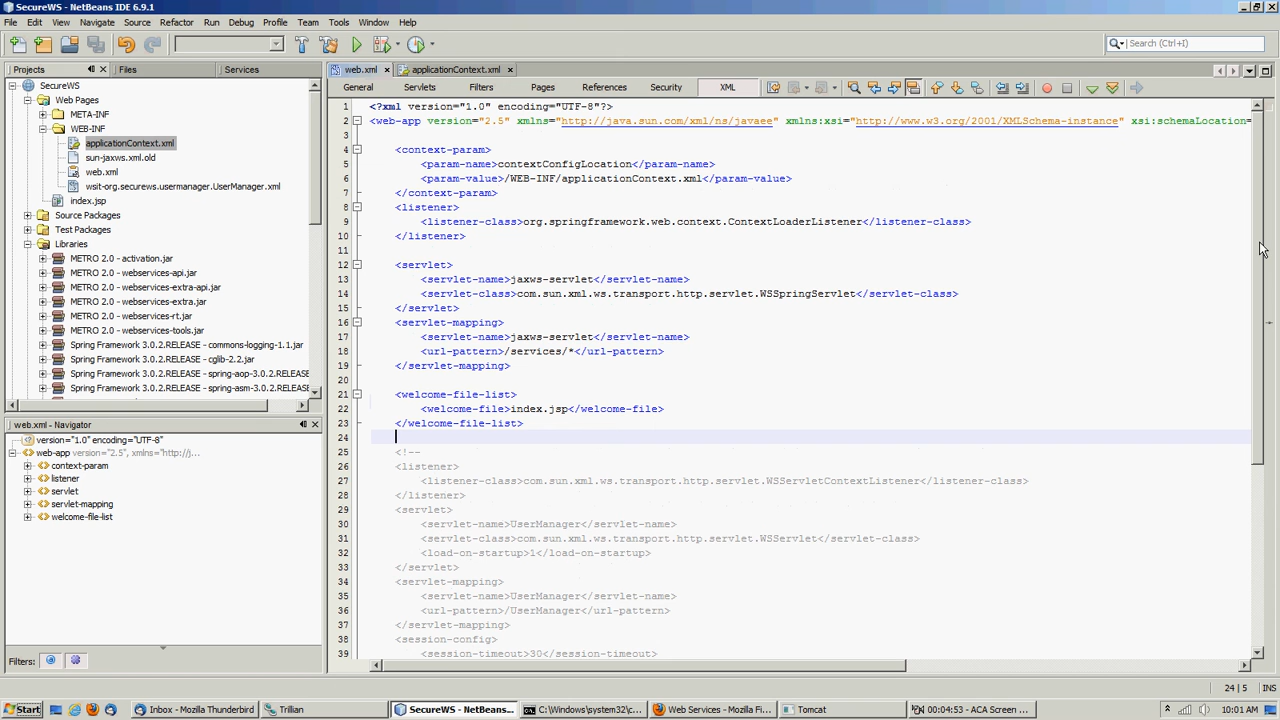 SecureWS - NetBeans IDE 6.9.1
File Edit View Navigate Source Refactor Run Debug Profile Team Tools Window Help
Search (Ctrl+I)
Projects Files Services
SecureWS
Web Pages
META-INF
WEB-INF
applicationContext.xml
sun-jaxws.xml.old
web.xml
wsit-org.securews.usermanager.UserManager.xml
index.jsp
Source Packages
Test Packages
Libraries
METRO 2.0 - activation.jar
METRO 2.0 - webservices-api.jar
METRO 2.0 - webservices-extra-api.jar
METRO 2.0 - webservices-extra.jar
METRO 2.0 - webservices-rt.jar
METRO 2.0 - webservices-tools.jar
Spring Framework 3.0.2.RELEASE - commons-logging-1.1.jar
Spring Framework 3.0.2.RELEASE - cglib-2.2.jar
Spring Framework 3.0.2.RELEASE - spring-aop-3.0.2.RELEAS
Spring Framework 3.0.2.RELEASE - spring-asm-3.0.2.RELEAS
web.xml - Navigator
version="1.0" encoding="UTF-8"
web-app version="2.5", xmlns="http://j...
context-param
listener
servlet
servlet-mapping
welcome-file-list
Filters:
web.xml applicationContext.xml
General Servlets Filters Pages References Security XML
1 <?xml version="1.0" encoding="UTF-8"?>
2 <web-app version="2.5" xmlns="http://java.sun.com/xml/ns/javaee" xmlns:xsi="http://www.w3.org/2001/XMLSchema-instance" xsi:schemaLocation=
3
4 <context-param>
5 <param-name>contextConfigLocation</param-name>
6 <param-value>/WEB-INF/applicationContext.xml</param-value>
7 </context-param>
8 <listener>
9 <listener-class>org.springframework.web.context.ContextLoaderListener</listener-class>
10 </listener>
11
12 <servlet>
13 <servlet-name>jaxws-servlet</servlet-name>
14 <servlet-class>com.sun.xml.ws.transport.http.servlet.WSSpringServlet</servlet-class>
15 </servlet>
16 <servlet-mapping>
17 <servlet-name>jaxws-servlet</servlet-name>
18 <url-pattern>/services/*</url-pattern>
19 </servlet-mapping>
20
21 <welcome-file-list>
22 <welcome-file>index.jsp</welcome-file>
23 </welcome-file-list>
24
25 <!--
26 <listener>
27 <listener-class>com.sun.xml.ws.transport.http.servlet.WSServletContextListener</listener-class>
28 </listener>
29 <servlet>
30 <servlet-name>UserManager</servlet-name>
31 <servlet-class>com.sun.xml.ws.transport.http.servlet.WSServlet</servlet-class>
32 <load-on-startup>1</load-on-startup>
33 </servlet>
34 <servlet-mapping>
35 <servlet-name>UserManager</servlet-name>
36 <url-pattern>/UserManager</url-pattern>
37 </servlet-mapping>
38 <session-config>
39 <session-timeout>30</session-timeout>
24 | 5 INS
Start Inbox - Mozilla Thunderbird Trillian SecureWS - NetBeans... C:\Windows\system32\c... Web Services - Mozilla Fi... Tomcat 00:04:53 - ACA Screen ... 10:01 AM